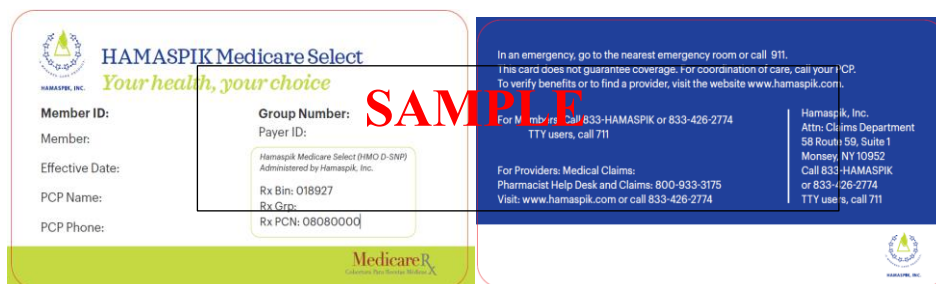 HAMASPIK, INC.
HAMASPIK Medicare Select
Your health, your choice
Member ID:
Member:
Effective Date:
PCP Name:
PCP Phone:
Group Number:
Payer ID:
Hamaspik Medicare Select (HMO D-SNP)
Administered by Hamaspik, Inc.
Rx Bin: 018927
Rx Grp:
Rx PCN: 08080000
MedicareRx
SAMPLE
In an emergency, go to the nearest emergency room or call 911.
This card does not guarantee coverage. For coordination of care, call your PCP.
To verify benefits or to find a provider, visit the website www.hamaspik.com.
For Members: Call 833-HAMASPIK or 833-426-2774
TTY users, call 711
For Providers: Medical Claims:
Pharmacist Help Desk and Claims: 800-933-3175
Visit: www.hamaspik.com or call 833-426-2774
Hamaspik, Inc.
Attn: Claims Department
58 Route 59, Suite 1
Monsey, NY 10952
Call 833-HAMASPIK
or 833-426-2774
TTY users, call 711
HAMASPIK, INC.